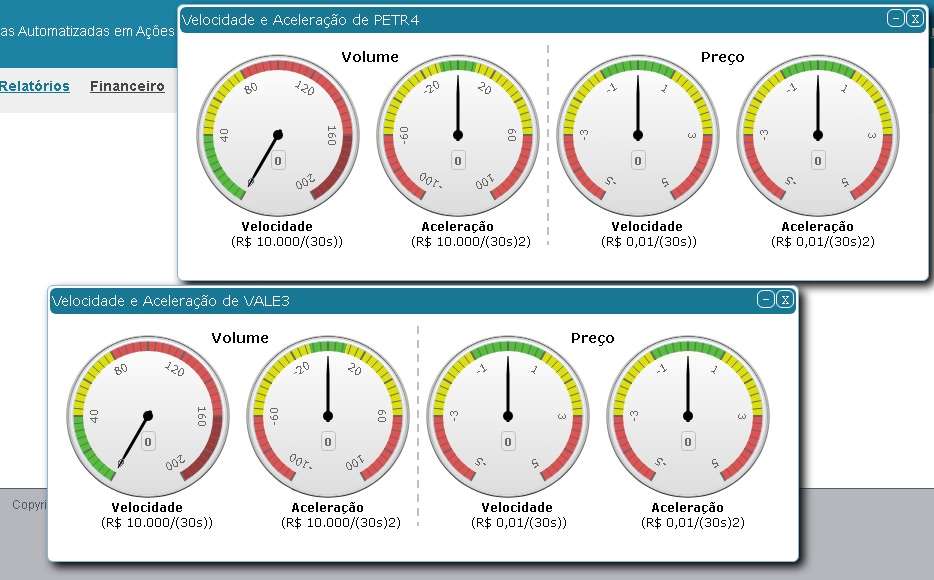 Velocidade e Aceleração de PETR4
– x
as Automatizadas em Ações
Relatórios Financeiro
Volume Preço
0 40 80 120 160 200
0
-100 -60 -20 20 60 100
0
-5 -3 -1 1 3 5
0
-5 -3 -1 1 3 5
0
Velocidade Aceleração Velocidade Aceleração
(R$ 10.000/(30s)) (R$ 10.000/(30s)2) (R$ 0,01/(30s)) (R$ 0,01/(30s)2)
Velocidade e Aceleração de VALE3
– x
Volume Preço
0 40 80 120 160 200
0
-100 -60 -20 20 60 100
0
-5 -3 -1 1 3 5
0
-5 -3 -1 1 3 5
0
Velocidade Aceleração Velocidade Aceleração
(R$ 10.000/(30s)) (R$ 10.000/(30s)2) (R$ 0,01/(30s)) (R$ 0,01/(30s)2)
Copyri